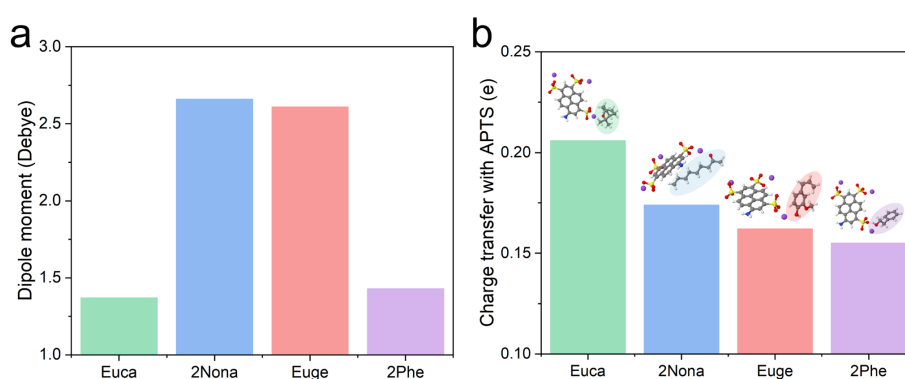 a
Dipole moment (Debye)
3.0
2.5
2.0
1.5
1.0
Euca 2Nona Euge 2Phe
b
Charge transfer with APTS (e)
0.25
0.20
0.15
0.10
Euca 2Nona Euge 2Phe